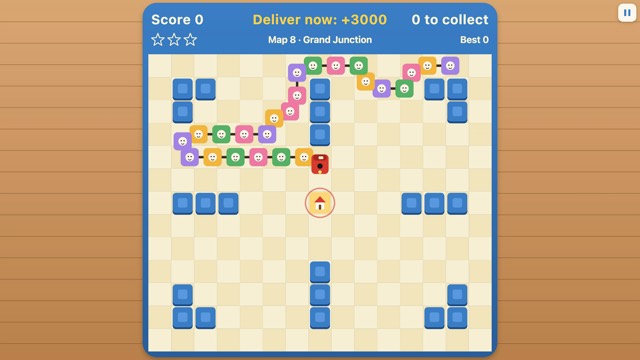 Score 0
Deliver now: +3000
0 to collect
Map 8 · Grand Junction
Best 0